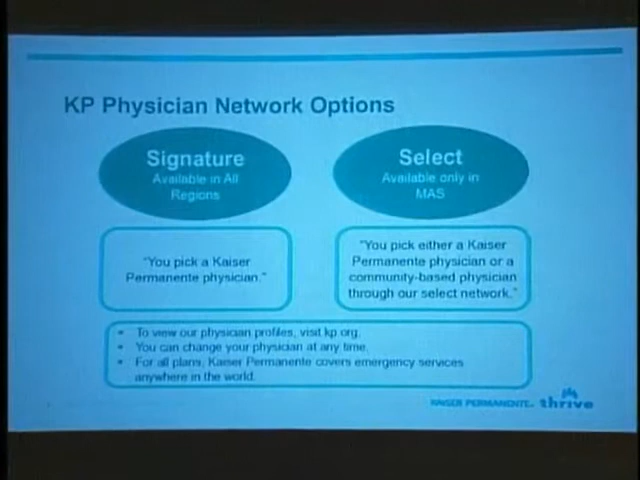 KP Physician Network Options
Signature
Available in All
Regions
Select
Available only in
MAS
"You pick a Kaiser
Permanente physician."
"You pick either a Kaiser
Permanente physician or a
community-based physician
through our select network."
• To view our physician profiles, visit kp.org.
• You can change your physician at any time.
• For all plans, Kaiser Permanente covers emergency services
anywhere in the world.
KAISER PERMANENTE. thrive